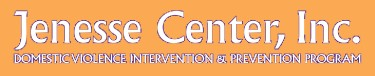 Jenesse Center, Inc.
DOMESTIC VIOLENCE INTERVENTION & PREVENTION PROGRAM